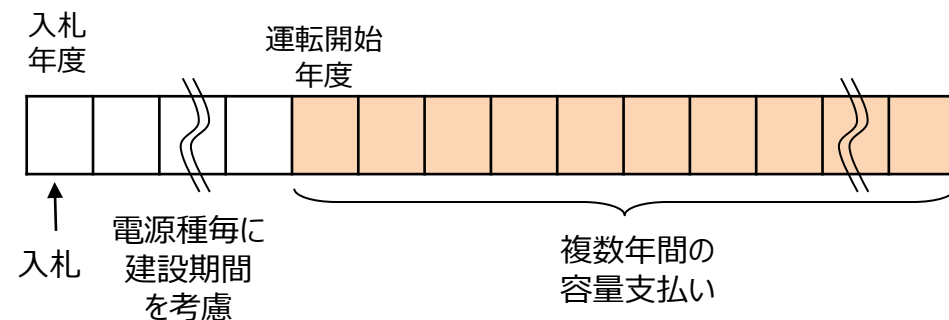 入札
年度
運転開始
年度
入札
電源種毎に
建設期間
を考慮
複数年間の
容量支払い